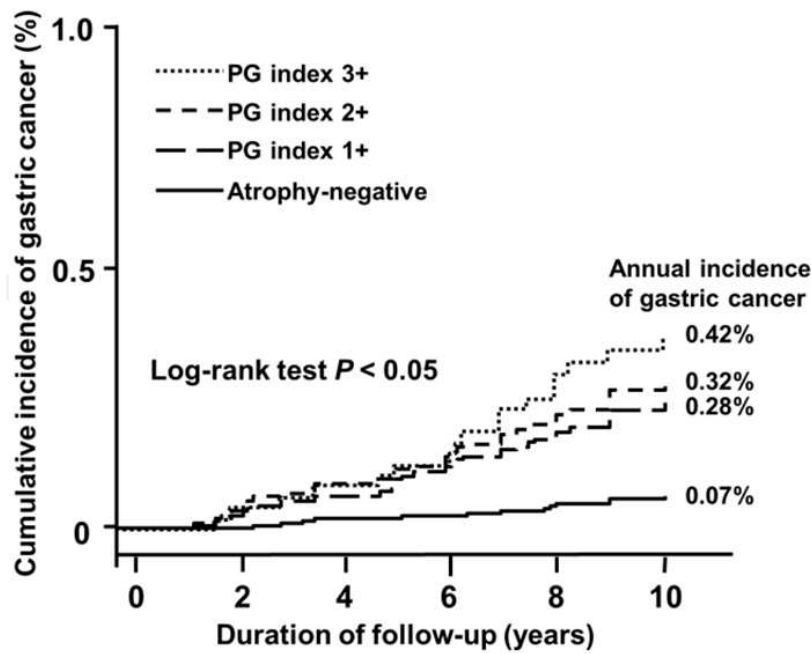 1.0
0.5
0
Cumulative incidence of gastric cancer (%)
PG index 3+
PG index 2+
PG index 1+
Atrophy-negative
Log-rank test P < 0.05
Annual incidence
of gastric cancer
0.42%
0.32%
0.28%
0.07%
0 2 4 6 8 10
Duration of follow-up (years)